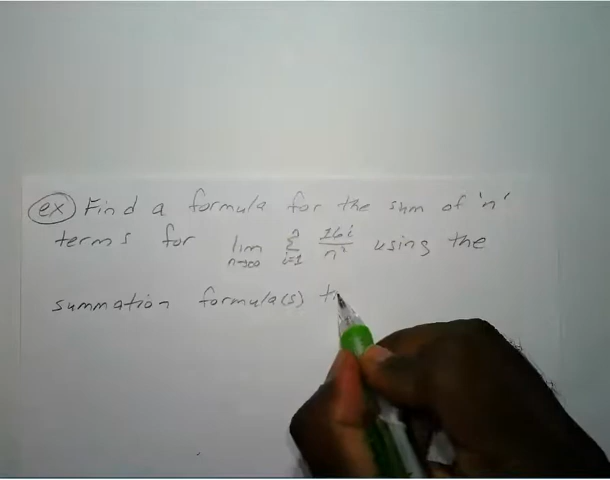 ex Find a formula for the sum of 'n'
terms for lim n→∞ Σ i=1 n 16i/n² using the
summation formula(s) t